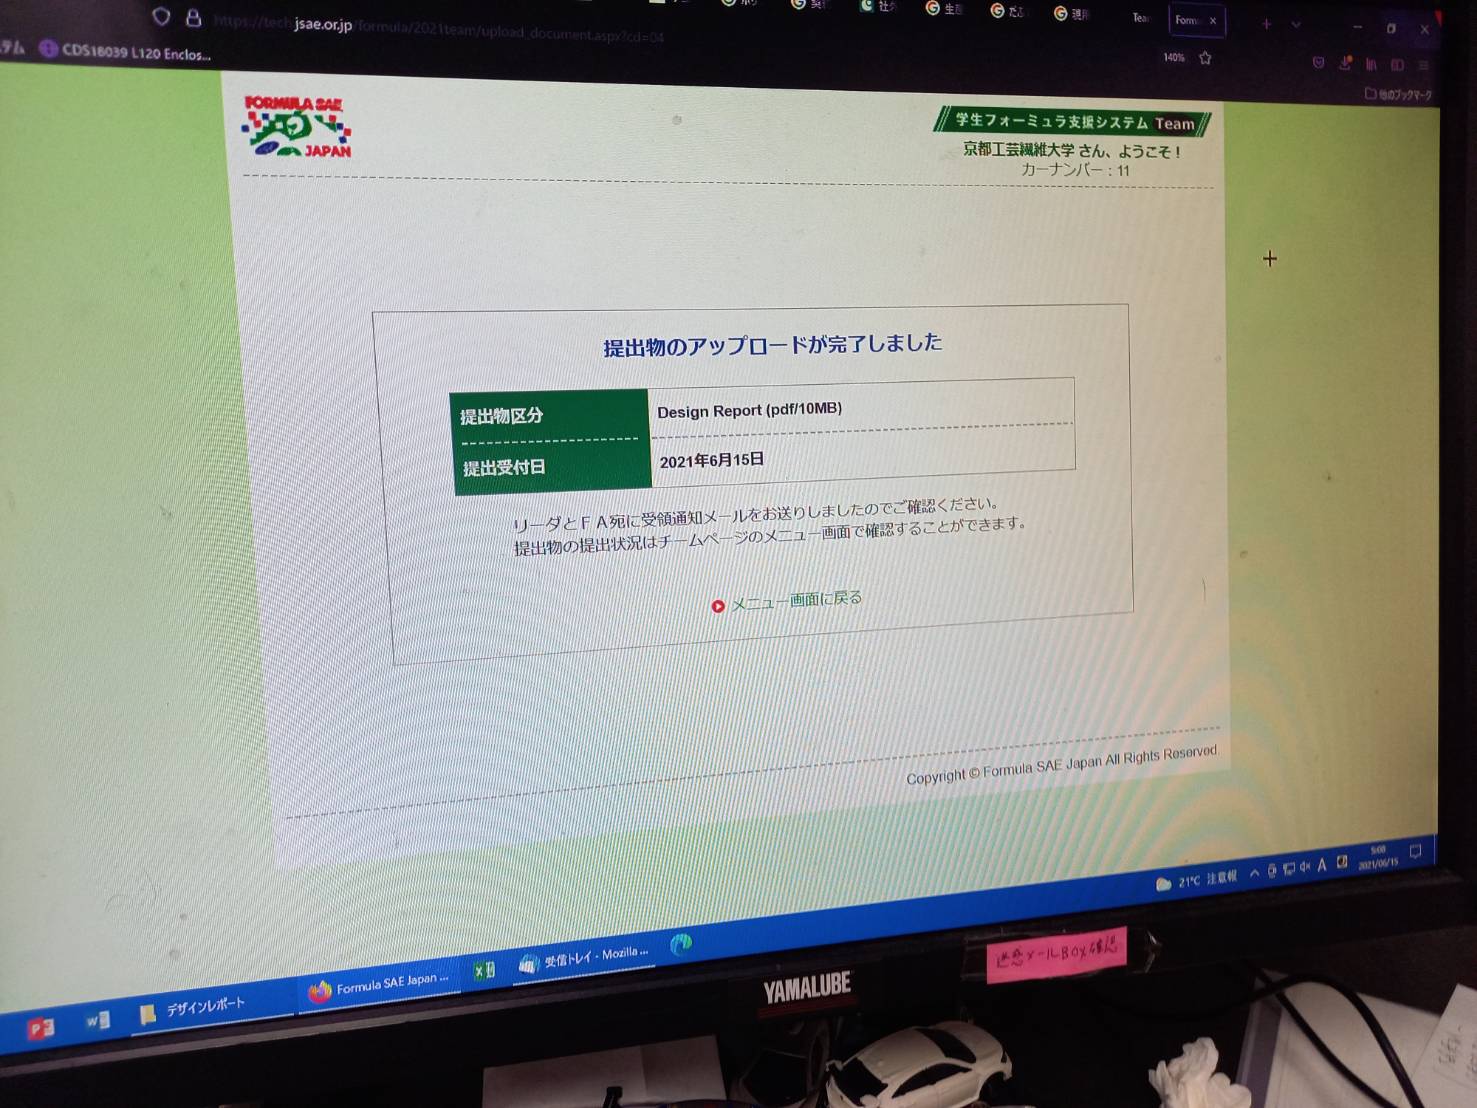 https://tech.jsae.or.jp/formula/2021team/upload_document.aspx?cd=04
Form
140%
CDS18039 L120 Enclos...
他のブックマーク
FORMULA SAE
JAPAN
学生フォーミュラ支援システム Team
京都工芸繊維大学 さん、ようこそ！
カーナンバー：11
提出物のアップロードが完了しました
提出物区分 Design Report (pdf/10MB)
提出受付日 2021年6月15日
リーダとＦＡ宛に受領通知メールをお送りしましたのでご確認ください。
提出物の提出状況はチームページのメニュー画面で確認することができます。
メニュー画面に戻る
Copyright © Formula SAE Japan All Rights Reserved
21°C 注意報
A
5:08
2021/06/15
デザインレポート
Formula SAE Japan ...
受信トレイ - Mozilla ...
迷惑メールBOX確認
YAMALUBE